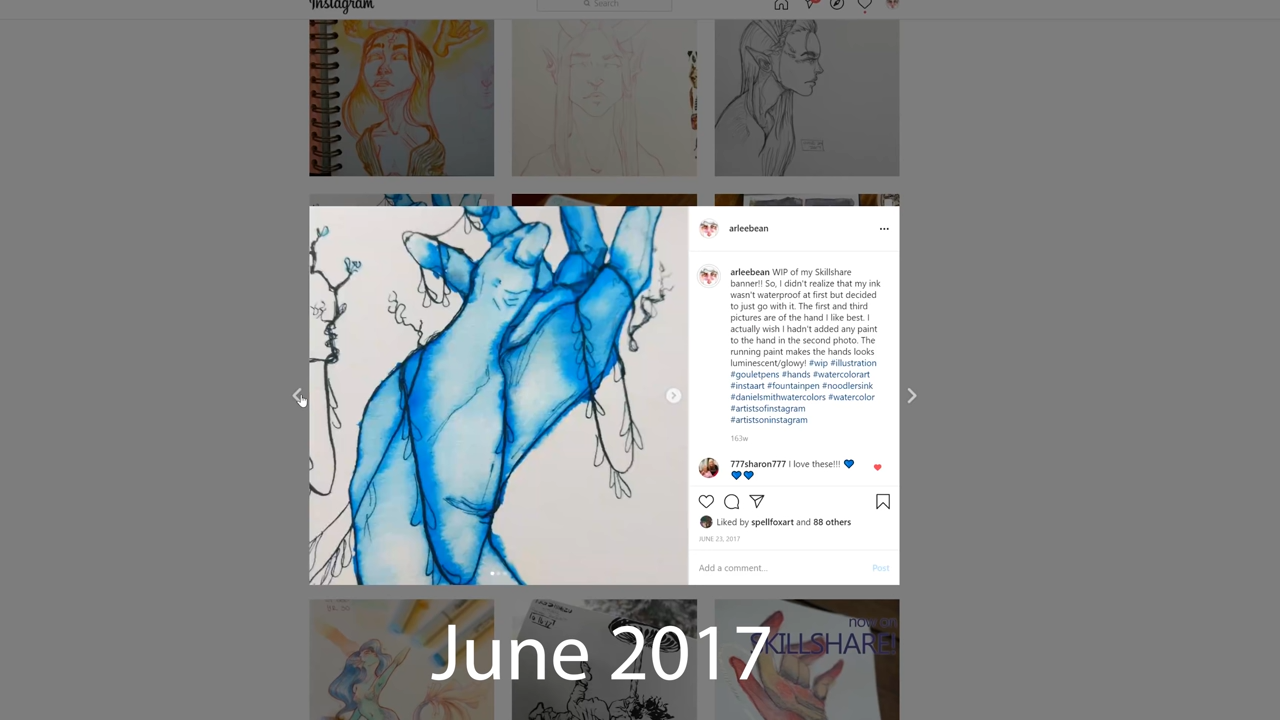 Instagram
Search
arleebean
arleebean WIP of my Skillshare
banner!! So, I didn't realize that my ink
wasn't waterproof at first but decided
to just go with it. The first and third
pictures are of the hand I like best. I
actually wish I hadn't added any paint
to the hand in the second photo. The
running paint makes the hands looks
luminescent/glowy! #wip #illustration
#gouletpens #hands #watercolorart
#instaart #fountainpen #noodlersink
#danielsmithwatercolors #watercolor
#artistsofinstagram
#artistsoninstagram
163w
777sharon777 I love these!!! 💙
💙💙
Liked by spellfoxart and 88 others
JUNE 23, 2017
Add a comment...
Post
now on
SKILLSHARE!
June 2017